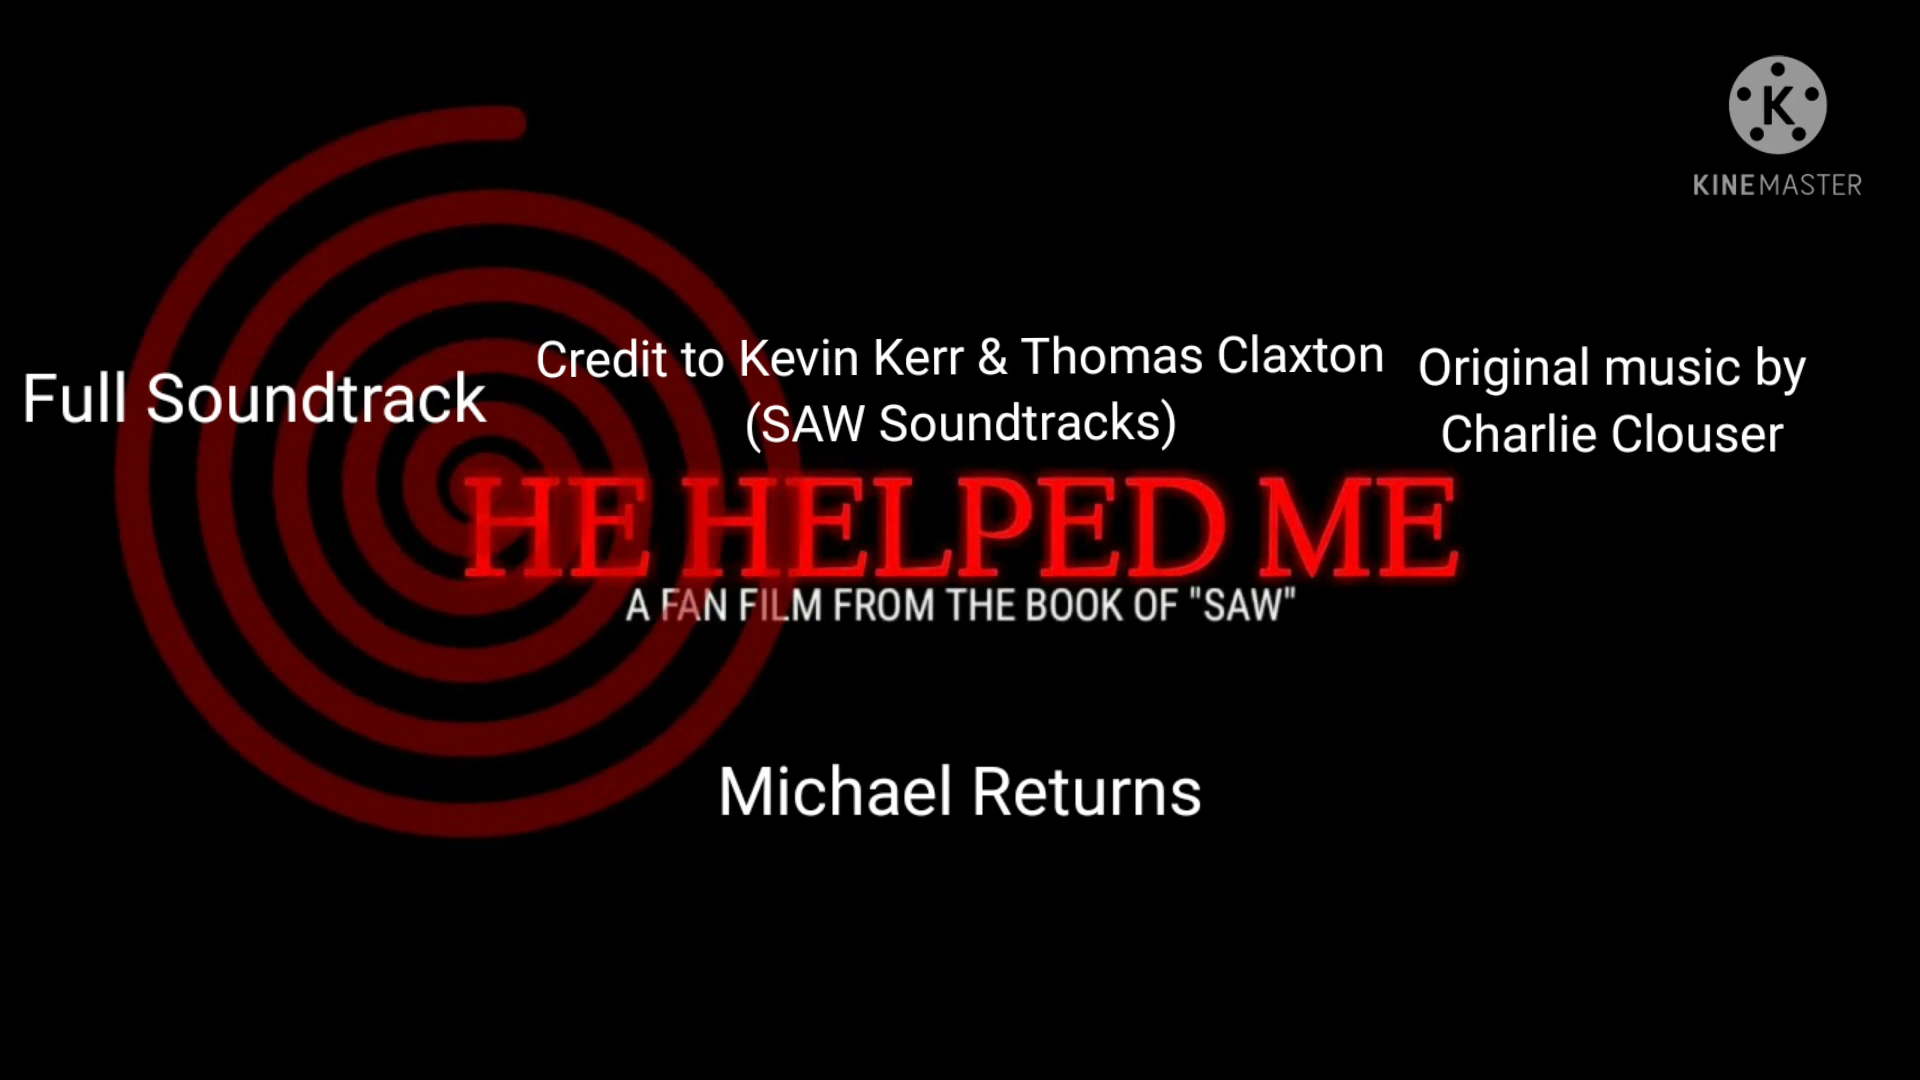 K
KINEMASTER
Full Soundtrack
Credit to Kevin Kerr & Thomas Claxton
(SAW Soundtracks)
Original music by
Charlie Clouser
HE HELPED ME
A FAN FILM FROM THE BOOK OF "SAW"
Michael Returns